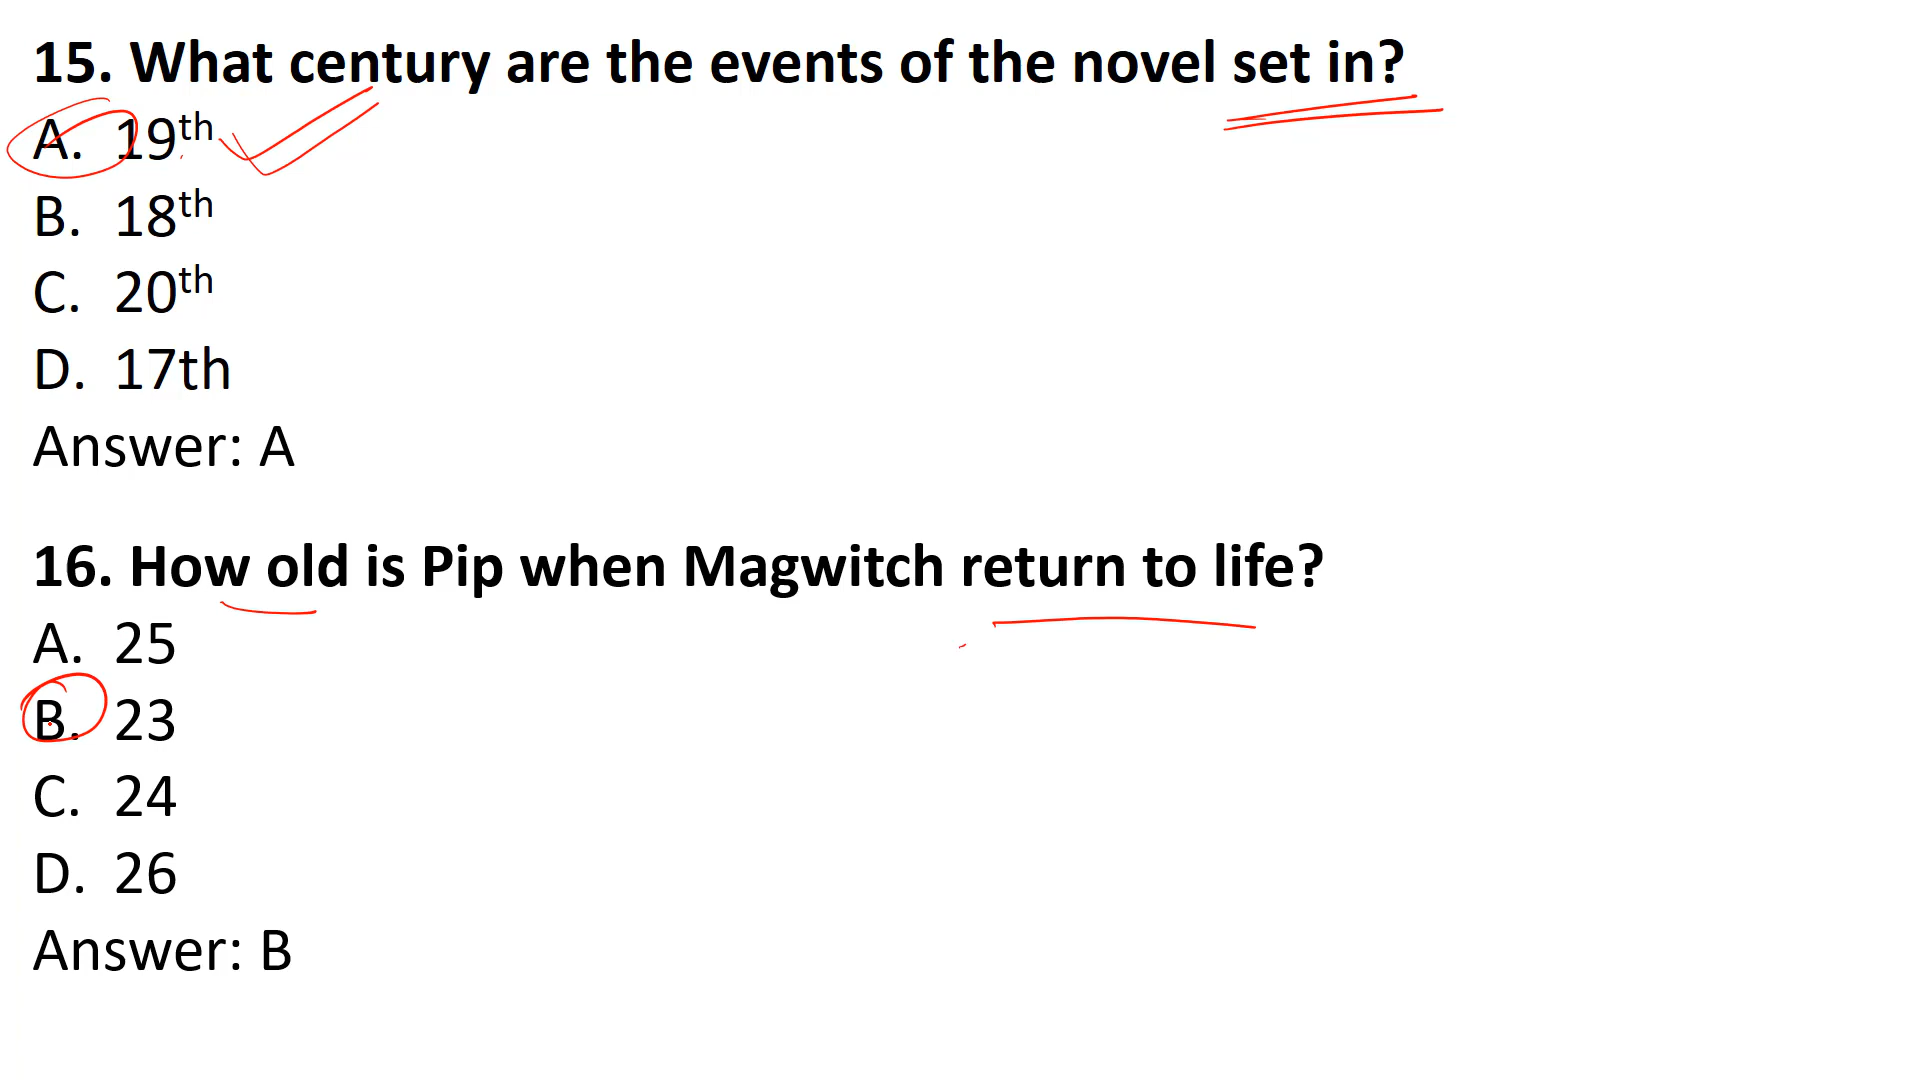 15. What century are the events of the novel set in?
A. 19th
B. 18th
C. 20th
D. 17th
Answer: A
16. How old is Pip when Magwitch return to life?
A. 25
B. 23
C. 24
D. 26
Answer: B